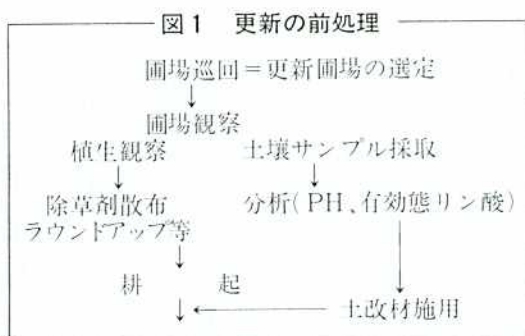 図1 更新の前処理
圃場巡回=更新圃場の選定
↓
圃場観察
植生観察 土壌サンプル採取
↓ ↓
除草剤散布 分析(PH、有効態リン酸)
ラウンドアップ等
↓ ↓
耕 起
↓ ← 土改材施用